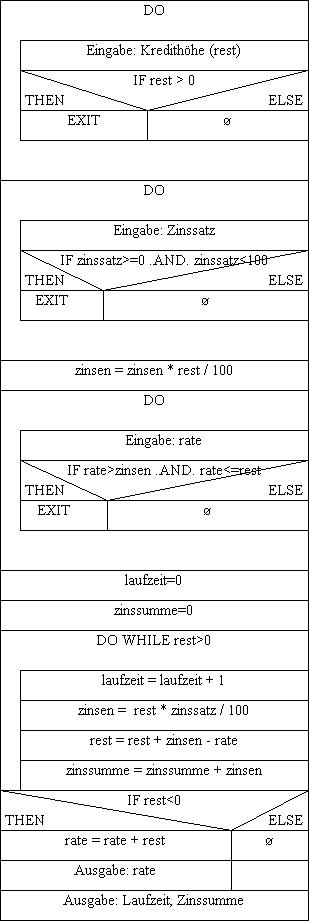 DO
Eingabe: Kredithöhe (rest)
IF rest > 0
THEN ELSE
EXIT ø
DO
Eingabe: Zinssatz
IF zinssatz>=0 .AND. zinssatz<100
THEN ELSE
EXIT ø
zinsen = zinsen * rest / 100
DO
Eingabe: rate
IF rate>zinsen .AND. rate<=rest
THEN ELSE
EXIT ø
laufzeit=0
zinssumme=0
DO WHILE rest>0
laufzeit = laufzeit + 1
zinsen = rest * zinssatz / 100
rest = rest + zinsen - rate
zinssumme = zinssumme + zinsen
IF rest<0
THEN ELSE
rate = rate + rest ø
Ausgabe: rate
Ausgabe: Laufzeit, Zinssumme